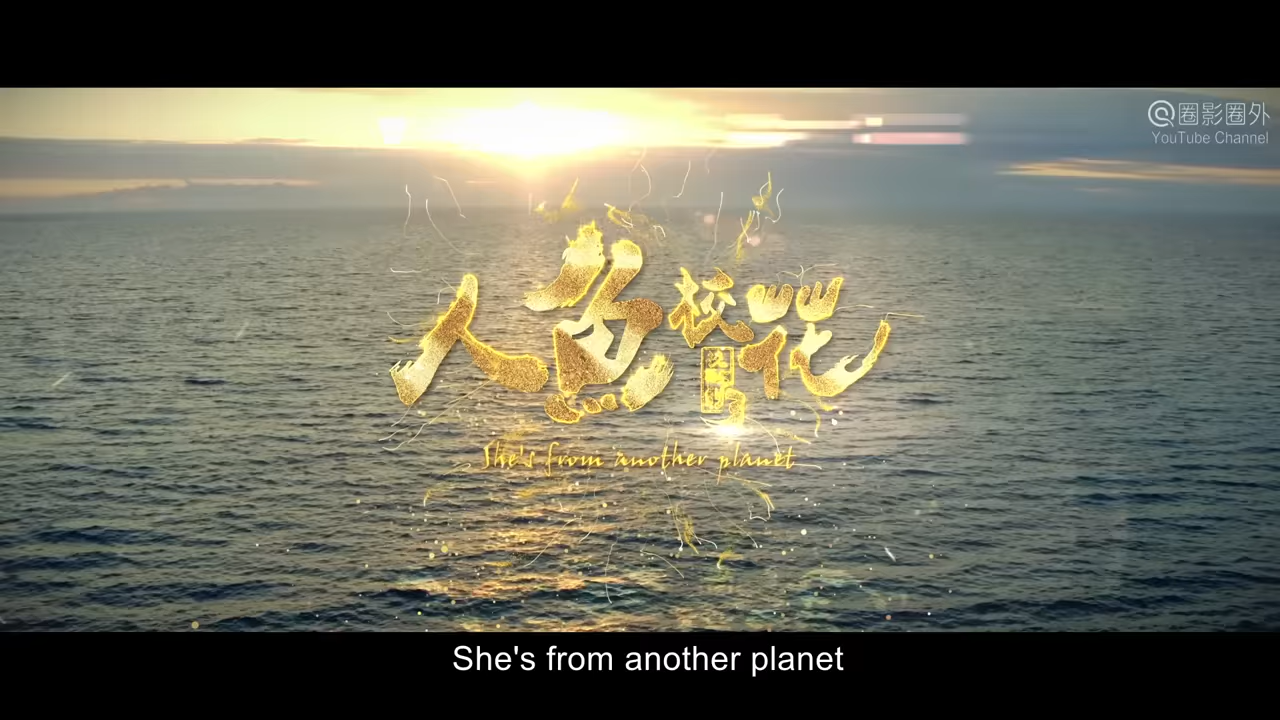 圈影圈外
YouTube Channel
人鱼校花
She's from another planet
She's from another planet